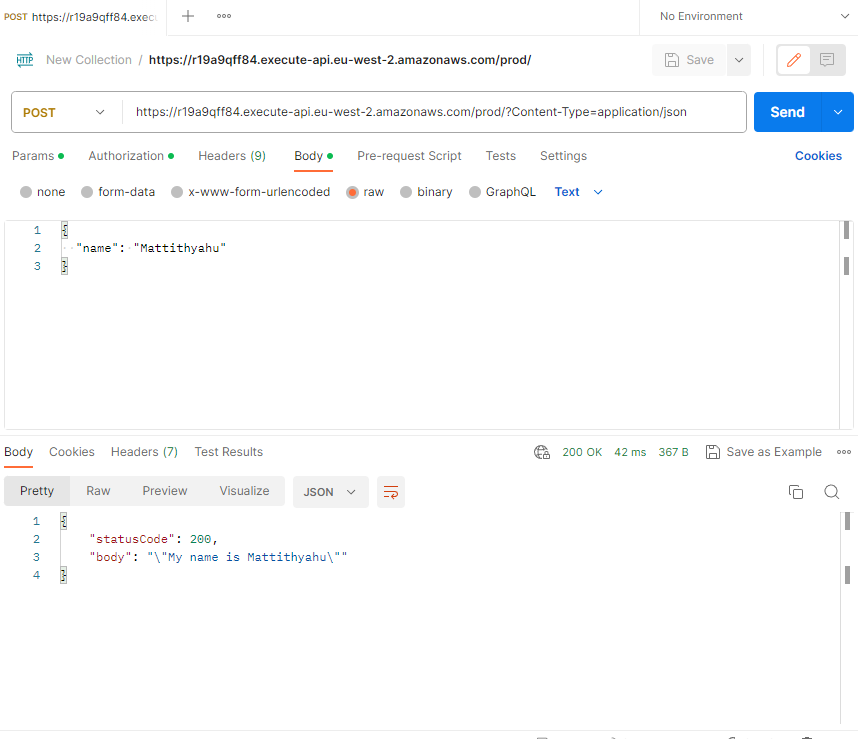 POST https://r19a9qff84.exec
No Environment
HTTP New Collection / https://r19a9qff84.execute-api.eu-west-2.amazonaws.com/prod/
Save
POST https://r19a9qff84.execute-api.eu-west-2.amazonaws.com/prod/?Content-Type=application/json
Send
Params Authorization Headers (9) Body Pre-request Script Tests Settings Cookies
none form-data x-www-form-urlencoded raw binary GraphQL Text
1 {
2 "name": "Mattithyahu"
3 }
Body Cookies Headers (7) Test Results 200 OK 42 ms 367 B Save as Example
Pretty Raw Preview Visualize JSON
1 {
2 "statusCode": 200,
3 "body": "\"My name is Mattithyahu\""
4 }